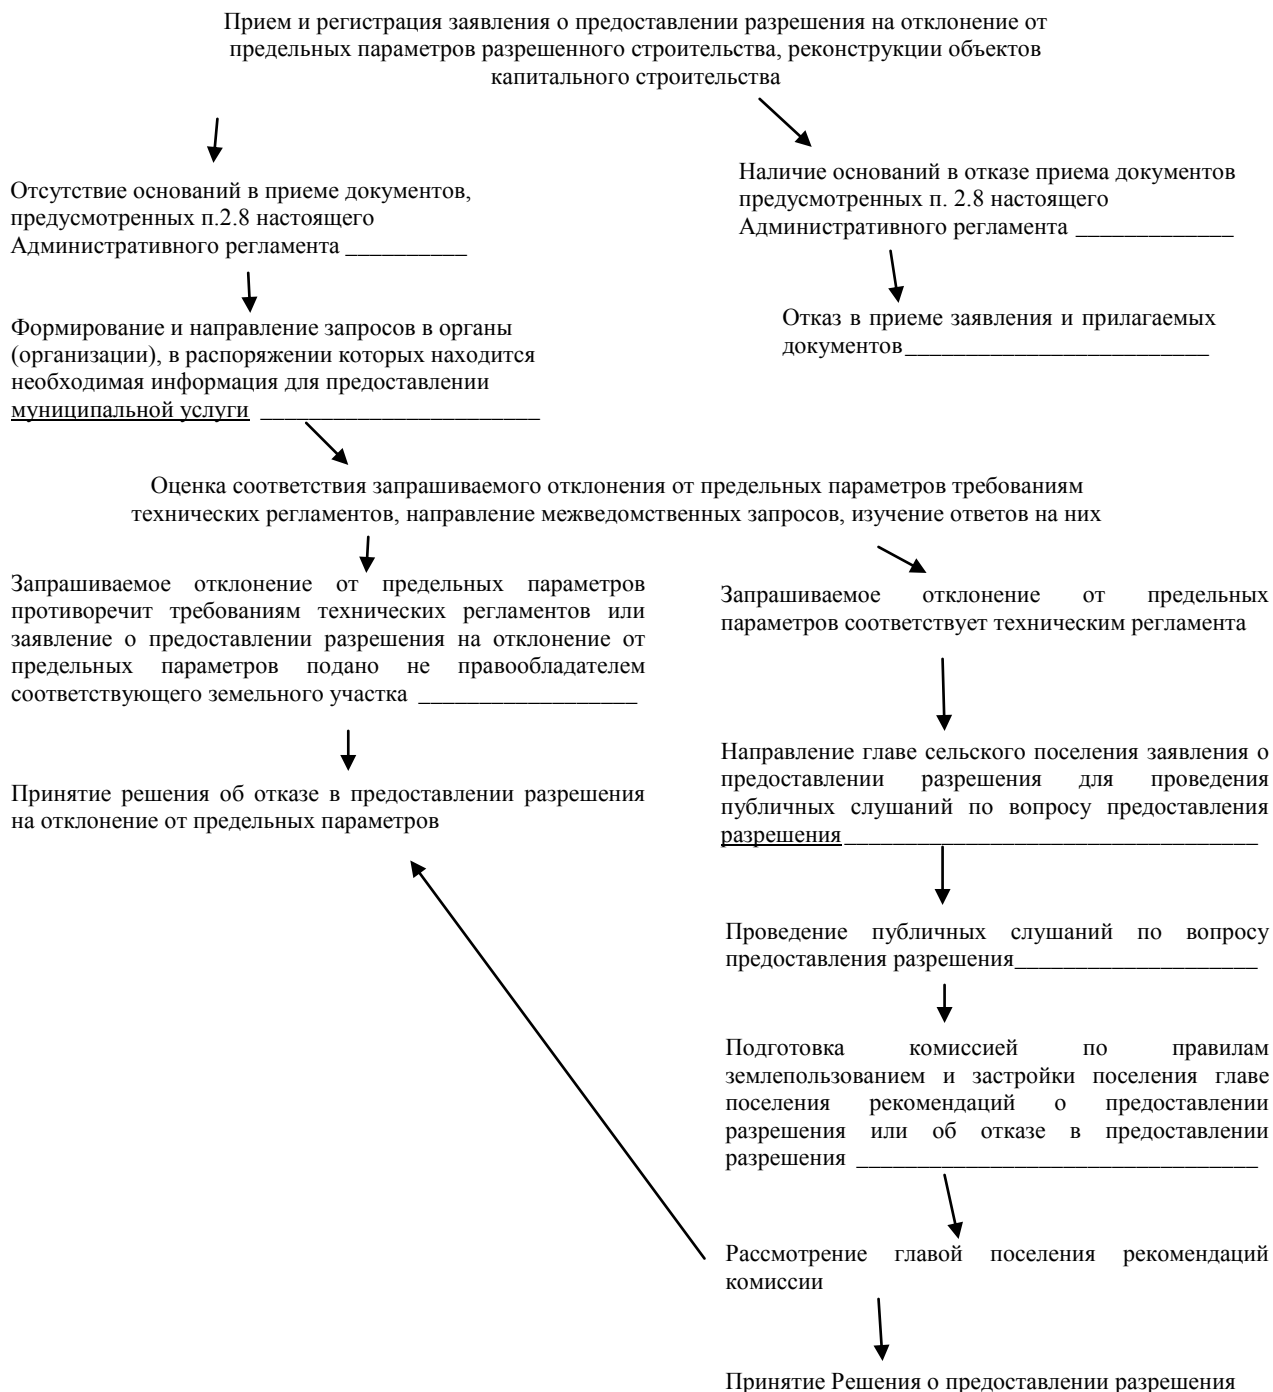 Прием и регистрация заявления о предоставлении разрешения на отклонение от
предельных параметров разрешенного строительства, реконструкции объектов
капитального строительства
Отсутствие оснований в приеме документов,
предусмотренных п.2.8 настоящего
Административного регламента __________
Наличие оснований в отказе приема документов
предусмотренных п. 2.8 настоящего
Административного регламента _____________
Формирование и направление запросов в органы
(организации), в распоряжении которых находится
необходимая информация для предоставлении
муниципальной услуги _______________________
Отказ в приеме заявления и прилагаемых
документов_________________________
Оценка соответствия запрашиваемого отклонения от предельных параметров требованиям
технических регламентов, направление межведомственных запросов, изучение ответов на них
Запрашиваемое отклонение от предельных параметров
противоречит требованиям технических регламентов или
заявление о предоставлении разрешения на отклонение от
предельных параметров подано не правообладателем
соответствующего земельного участка __________________
Запрашиваемое отклонение от предельных
параметров соответствует техническим регламента
Принятие решения об отказе в предоставлении разрешения
на отклонение от предельных параметров
Направление главе сельского поселения заявления о
предоставлении разрешения для проведения
публичных слушаний по вопросу предоставления
разрешения__________________________________
Проведение публичных слушаний по вопросу
предоставления разрешения____________________
Подготовка комиссией по правилам
землепользованием и застройки поселения главе
поселения рекомендаций о предоставлении
разрешения или об отказе в предоставлении
разрешения _________________________________
Рассмотрение главой поселения рекомендаций
комиссии
Принятие Решения о предоставлении разрешения